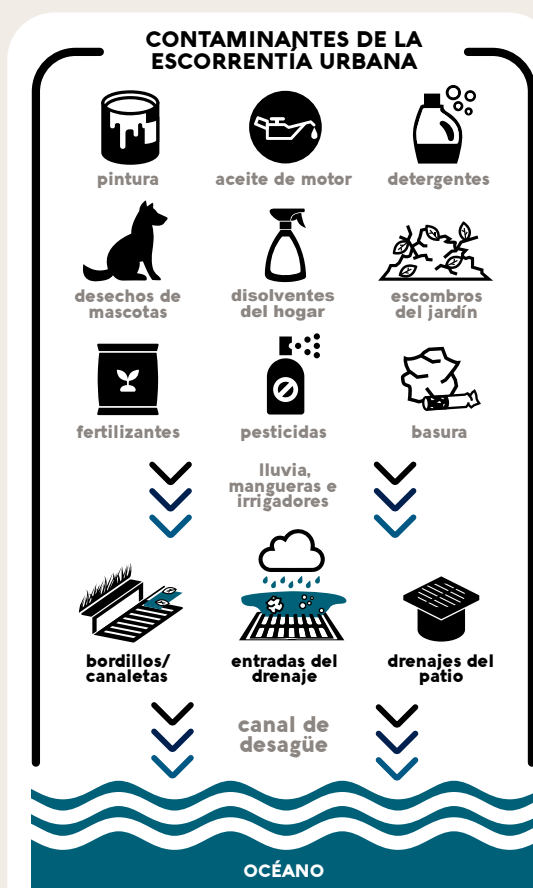 CONTAMINANTES DE LA
ESCORRENTÍA URBANA
pintura
aceite de motor
detergentes
desechos de
mascotas
disolventes
del hogar
escombros
del jardín
fertilizantes
pesticidas
basura
lluvia,
mangueras e
irrigadores
bordillos/
canaletas
entradas del
drenaje
drenajes del
patio
canal de
desagüe
OCÉANO